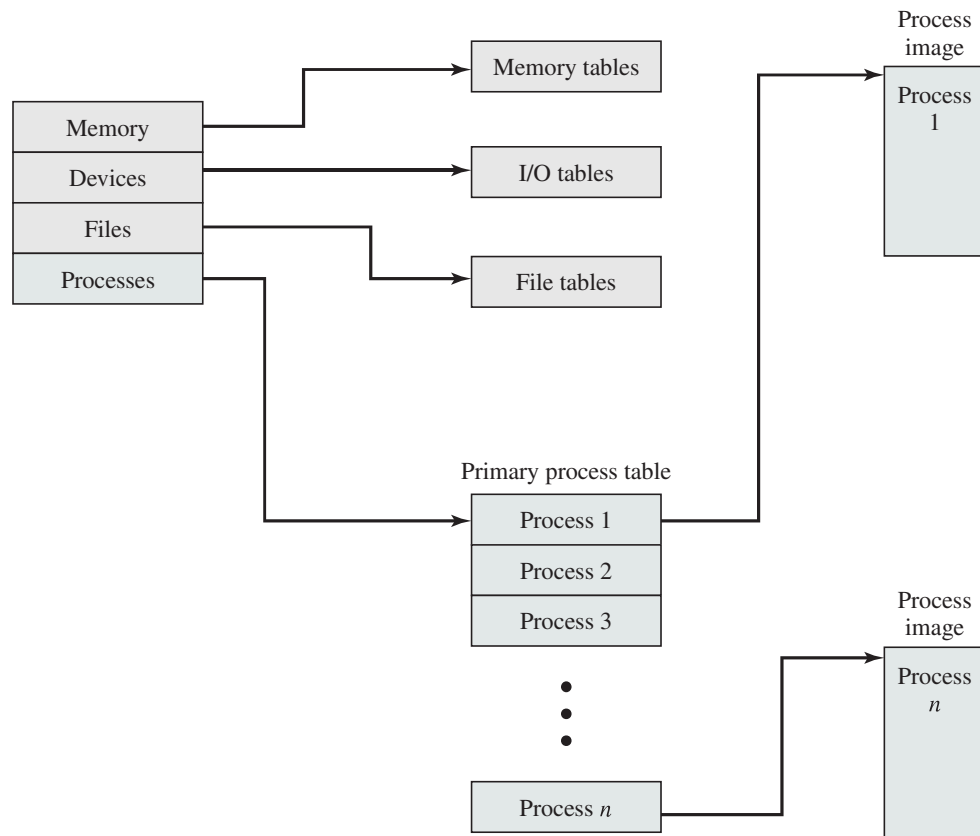 Process
image
Memory tables
Process
1
Memory
Devices
I/O tables
Files
Processes
File tables
Primary process table
Process 1
Process 2
Process 3
Process
image
Process
n
Process n